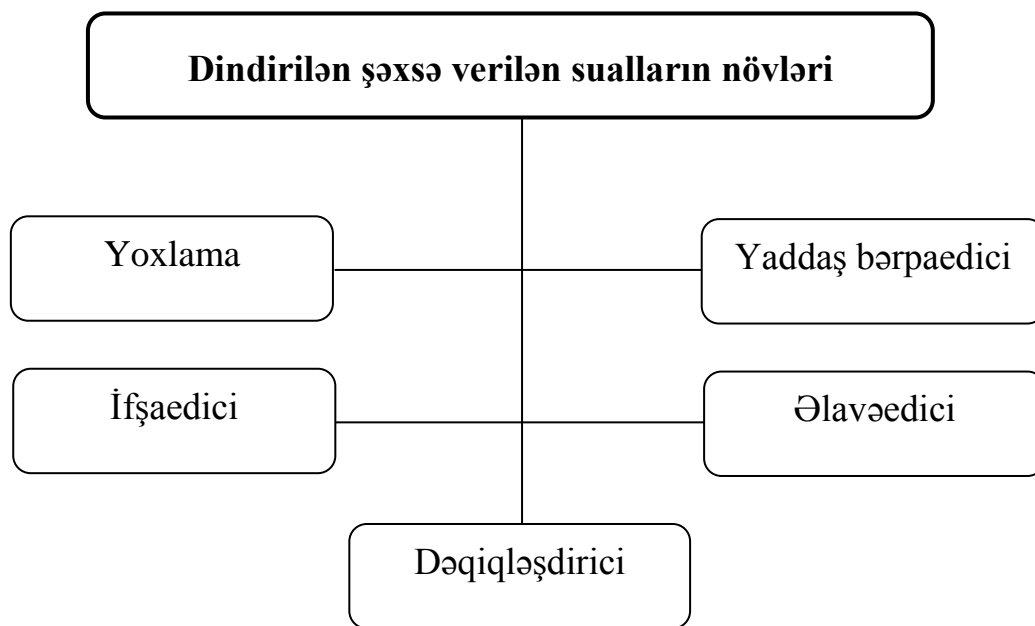 Dindirilən şəxsə verilən sualların növləri
Yoxlama
Yaddaş bərpaedici
İfşaedici
Əlavəedici
Dəqiqləşdirici